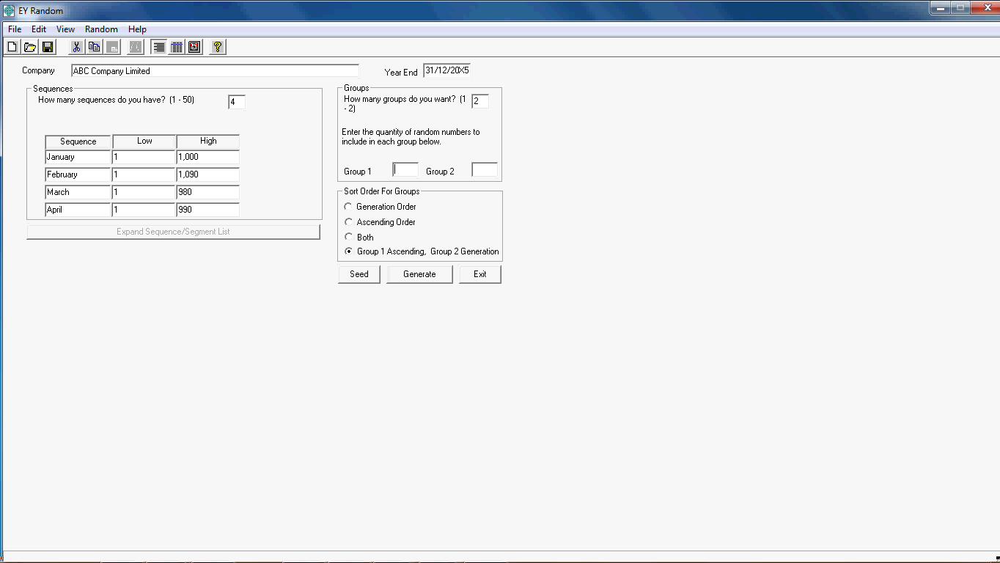 EY Random
File Edit View Random Help
Company ABC Company Limited
Year End 31/12/20X5
Sequences
How many sequences do you have? (1 - 50) 4
Sequence Low High
January 1 1,000
February 1 1,090
March 1 980
April 1 990
Expand Sequence/Segment List
Groups
How many groups do you want? (1
- 2) 2
Enter the quantity of random numbers to
include in each group below.
Group 1 Group 2
Sort Order For Groups
Generation Order
Ascending Order
Both
Group 1 Ascending, Group 2 Generation
Seed Generate Exit